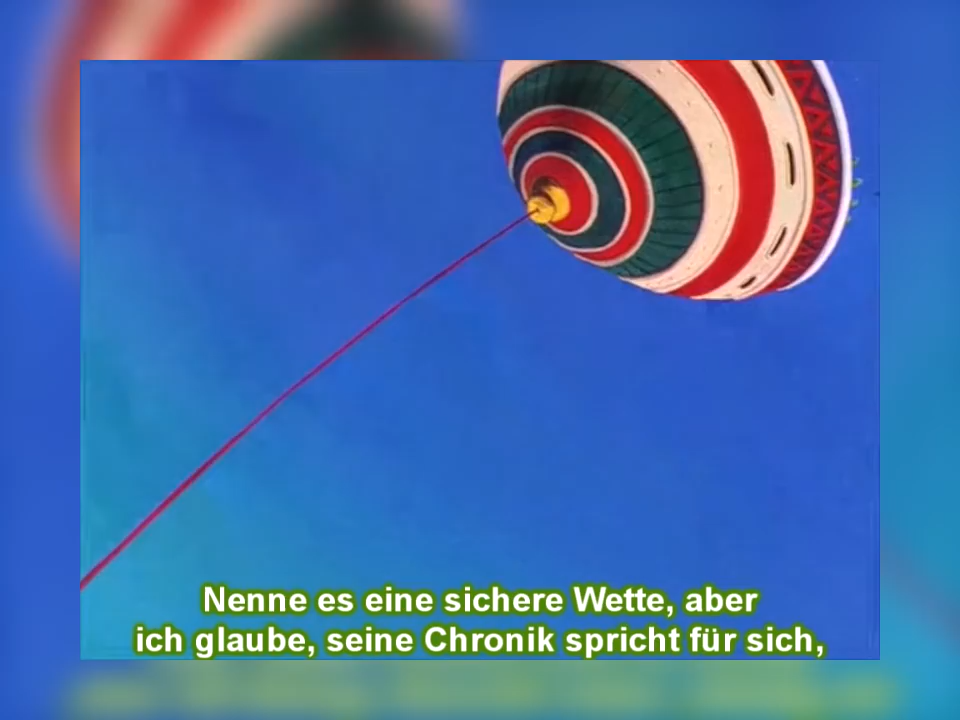 Nenne es eine sichere Wette, aber
ich glaube, seine Chronik spricht für sich,